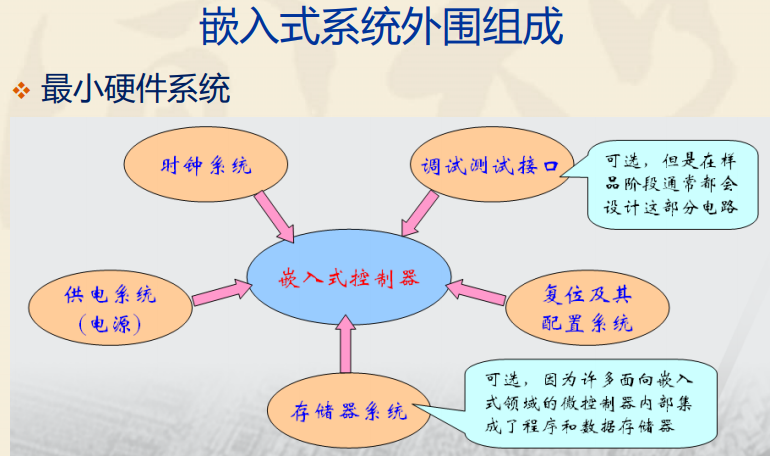 嵌入式系统外围组成
最小硬件系统
时钟系统
调试测试接口
可选，但是在样
品阶段通常都会
设计这部分电路
嵌入式控制器
供电系统
(电源)
复位及其
配置系统
存储器系统
可选，因为许多面向嵌入
式领域的微控制器内部集
成了程序和数据存储器